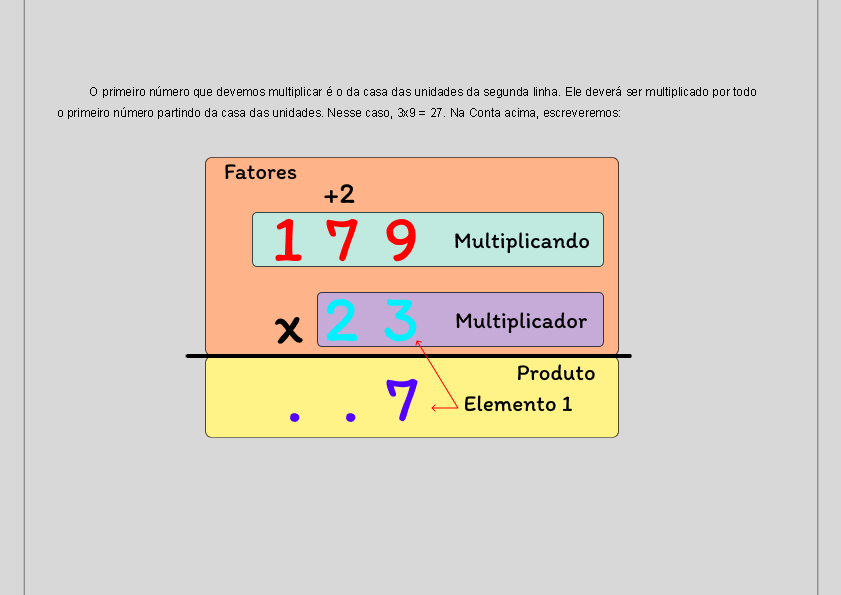 O primeiro número que devemos multiplicar é o da casa das unidades da segunda linha. Ele deverá ser multiplicado por todo
o primeiro número partindo da casa das unidades. Nesse caso, 3x9 = 27. Na Conta acima, escreveremos:
Fatores
+2
1 7 9 Multiplicando
x 2 3 Multiplicador
Produto
. . 7 Elemento 1